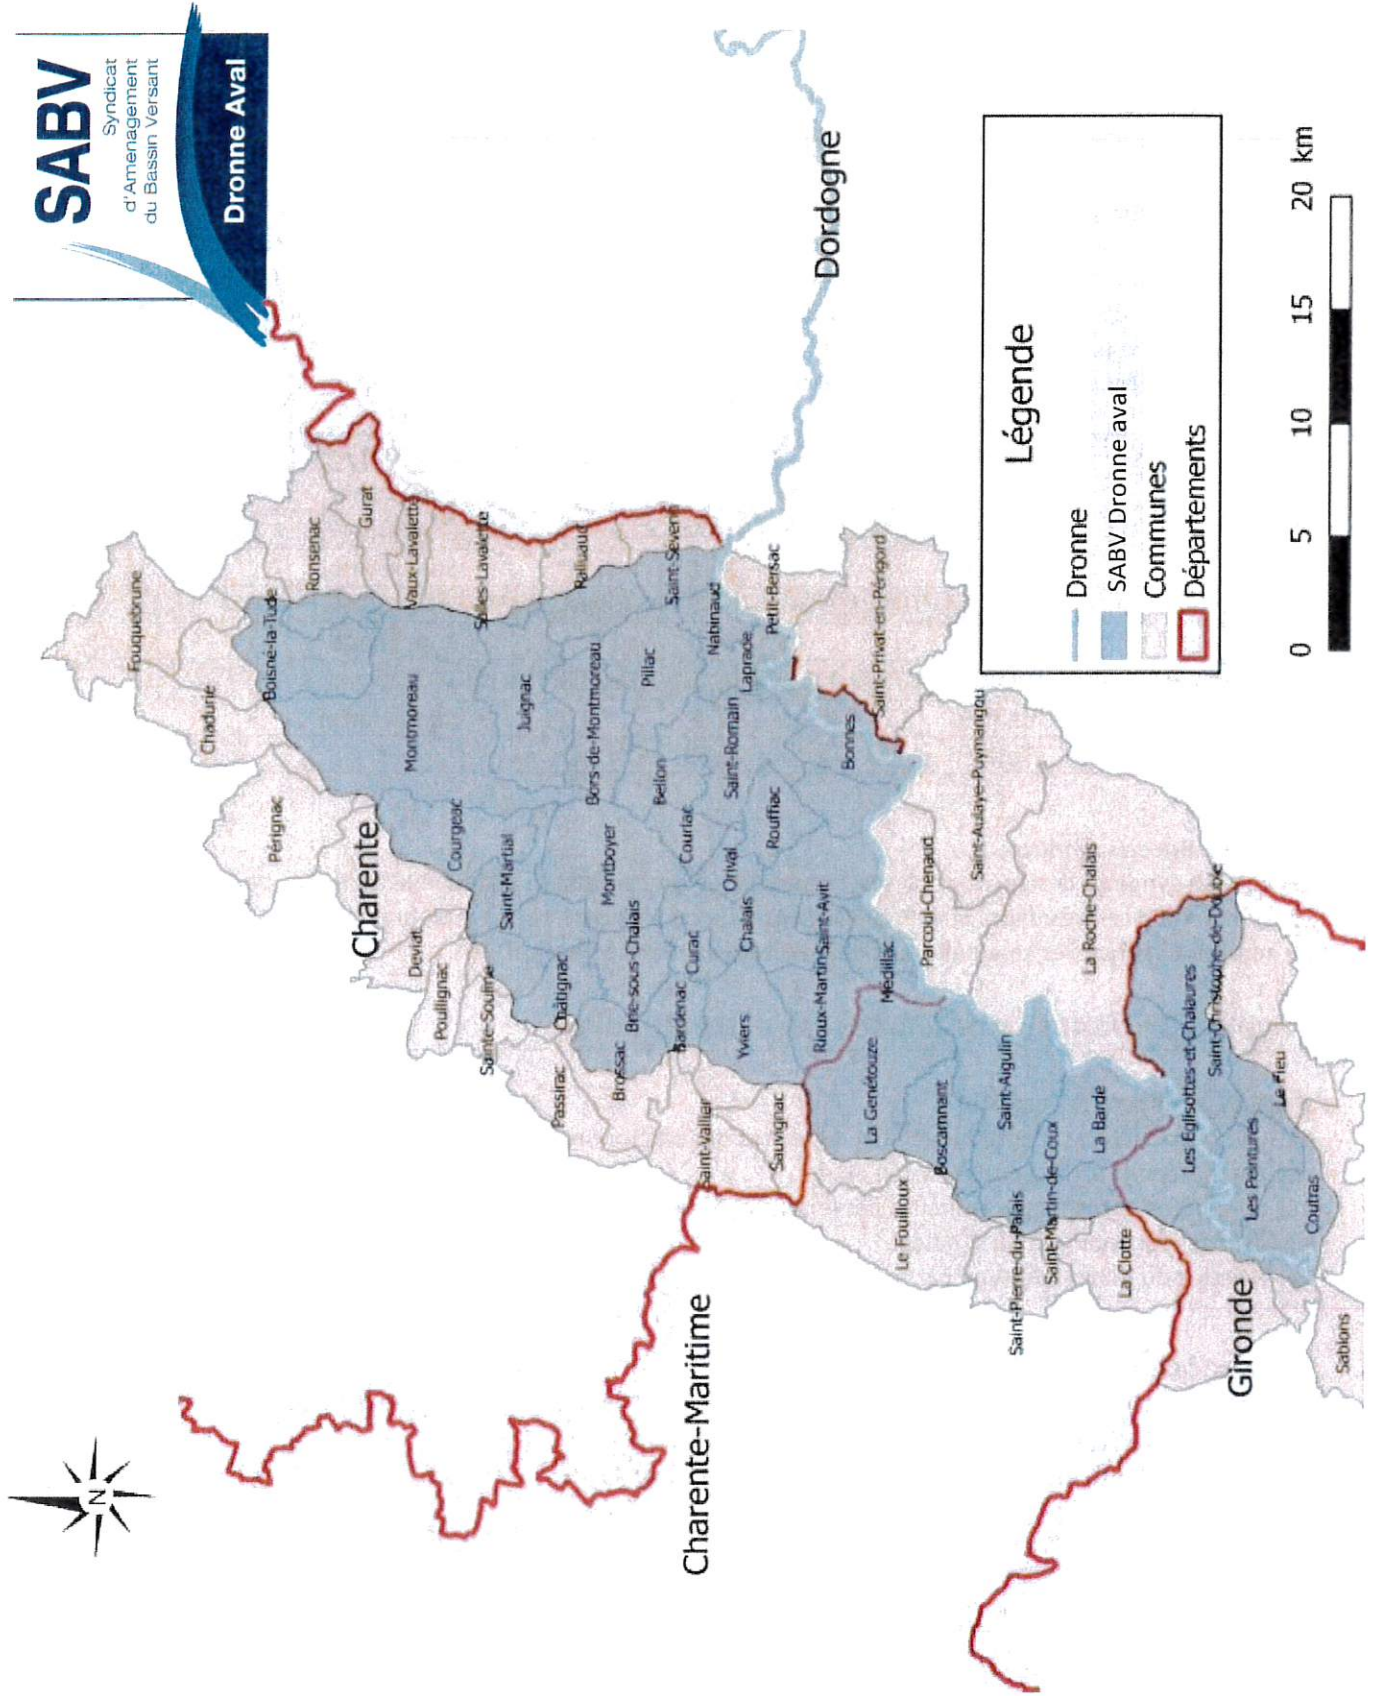 SABV
Syndicat
d'Amenagement
du Bassin Versant
Dronne Aval
N
Fouquebrune
Chadurie
Boisné-la-Tude
Ronsenac
Gurat
Vaux-Lavalette
Salles-Lavalette
Palluaud
Saint-Séverin
Pérignac
Charente
Montmoreau
Juignac
Bors-de-Montmoreau
Pillac
Nabinaud
Laprade
Petit-Bersac
Dordogne
Deviat
Poullignac
Sainte-Souline
Courgeac
Saint-Martial
Montboyer
Bellon
Courlac
Saint-Romain
Orival
Rouffiac
Bonnes
Saint-Privat-en-Périgord
Châtignac
Brie-sous-Chalais
Curac
Chalais
Saint-Avit
Passirac
Brossac
Bardenac
Yviers
Rioux-Martin
Médillac
Parcoul-Chenaud
Saint-Aulaye-Puymangou
Saint-Vallier
Sauvignac
La Genétouze
Boscamnant
Saint-Aigulin
La Roche-Chalais
Charente-Maritime
Le Fouilloux
Saint-Pierre-du-Palais
Saint-Martin-de-Coux
La Barde
La Clotte
Les Eglisottes-et-Chalaures
Saint-Christophe-de-Double
Le Fieu
Les Peintures
Coutras
Gironde
Sablons
Légende
Dronne
SABV Dronne aval
Communes
Départements
0 5 10 15 20 km